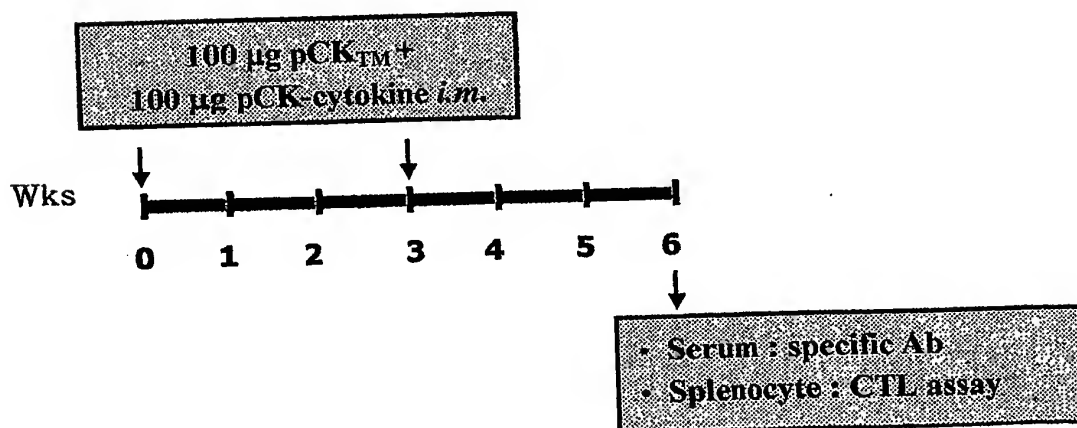 100 µg pCKTM +
100 µg pCK-cytokine i.m.
Wks
0 1 2 3 4 5 6
· Serum : specific Ab
· Splenocyte : CTL assay